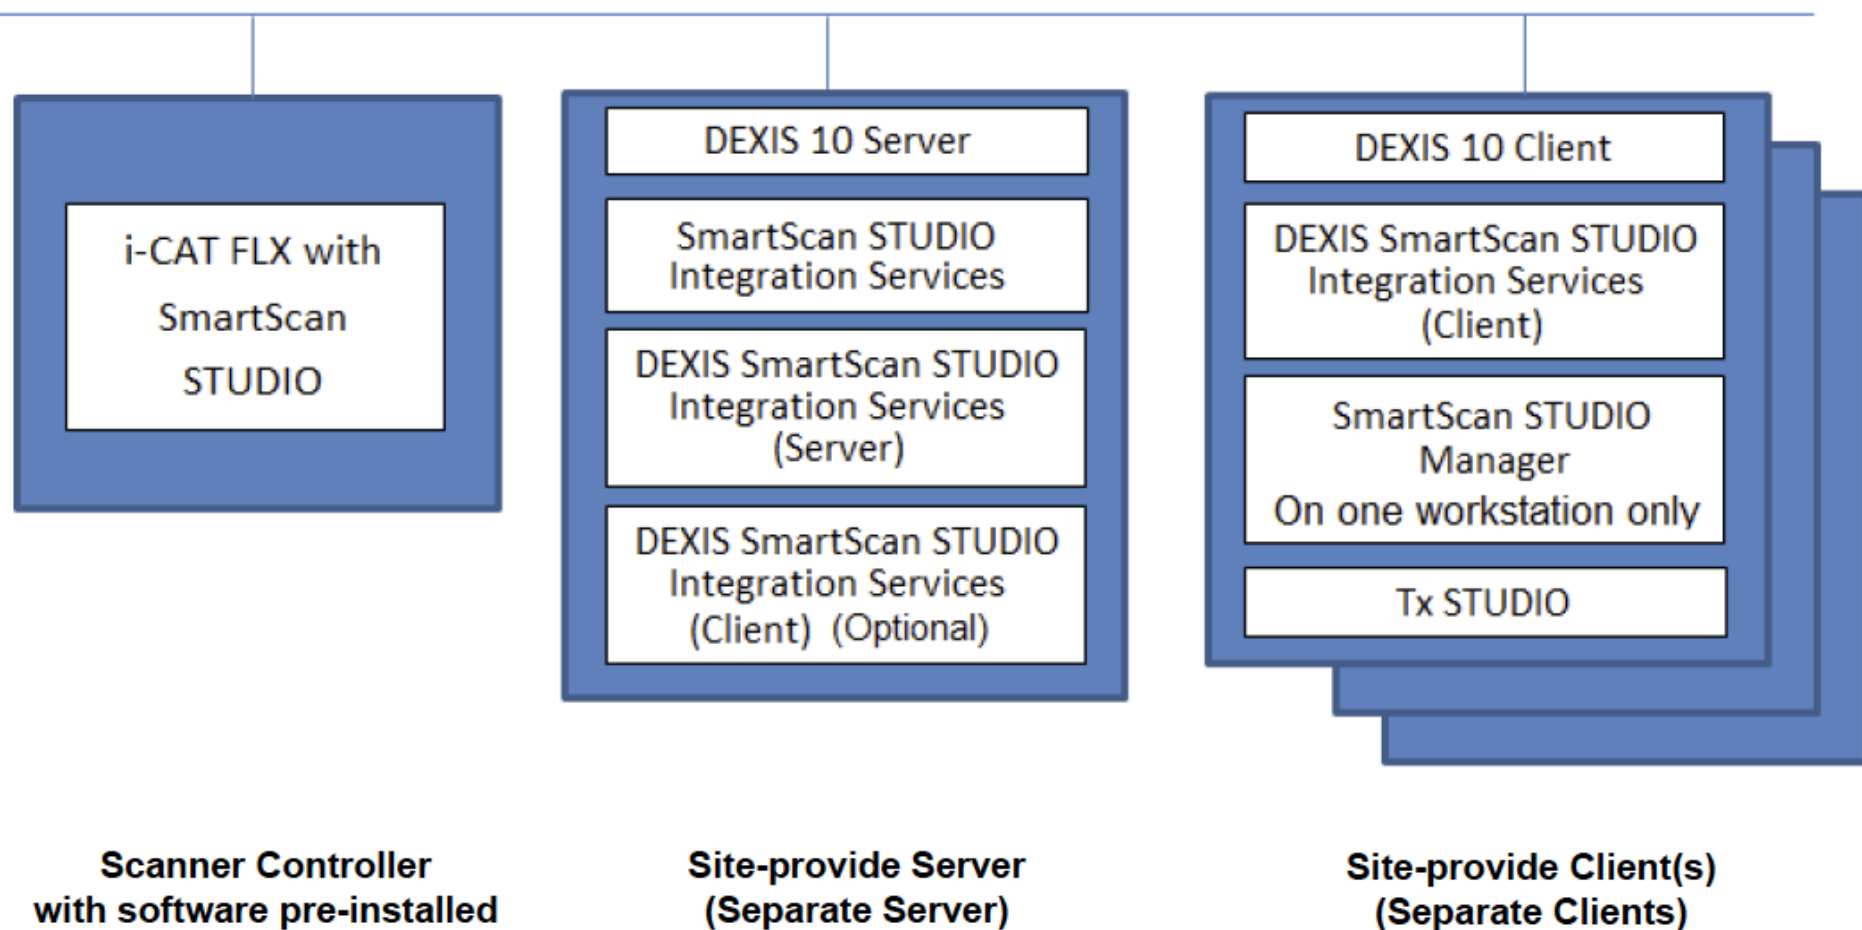 i-CAT FLX with
SmartScan
STUDIO
DEXIS 10 Server
SmartScan STUDIO
Integration Services
DEXIS SmartScan STUDIO
Integration Services
(Server)
DEXIS SmartScan STUDIO
Integration Services
(Client) (Optional)
DEXIS 10 Client
DEXIS SmartScan STUDIO
Integration Services
(Client)
SmartScan STUDIO
Manager
On one workstation only
Tx STUDIO
Scanner Controller
with software pre-installed
Site-provide Server
(Separate Server)
Site-provide Client(s)
(Separate Clients)